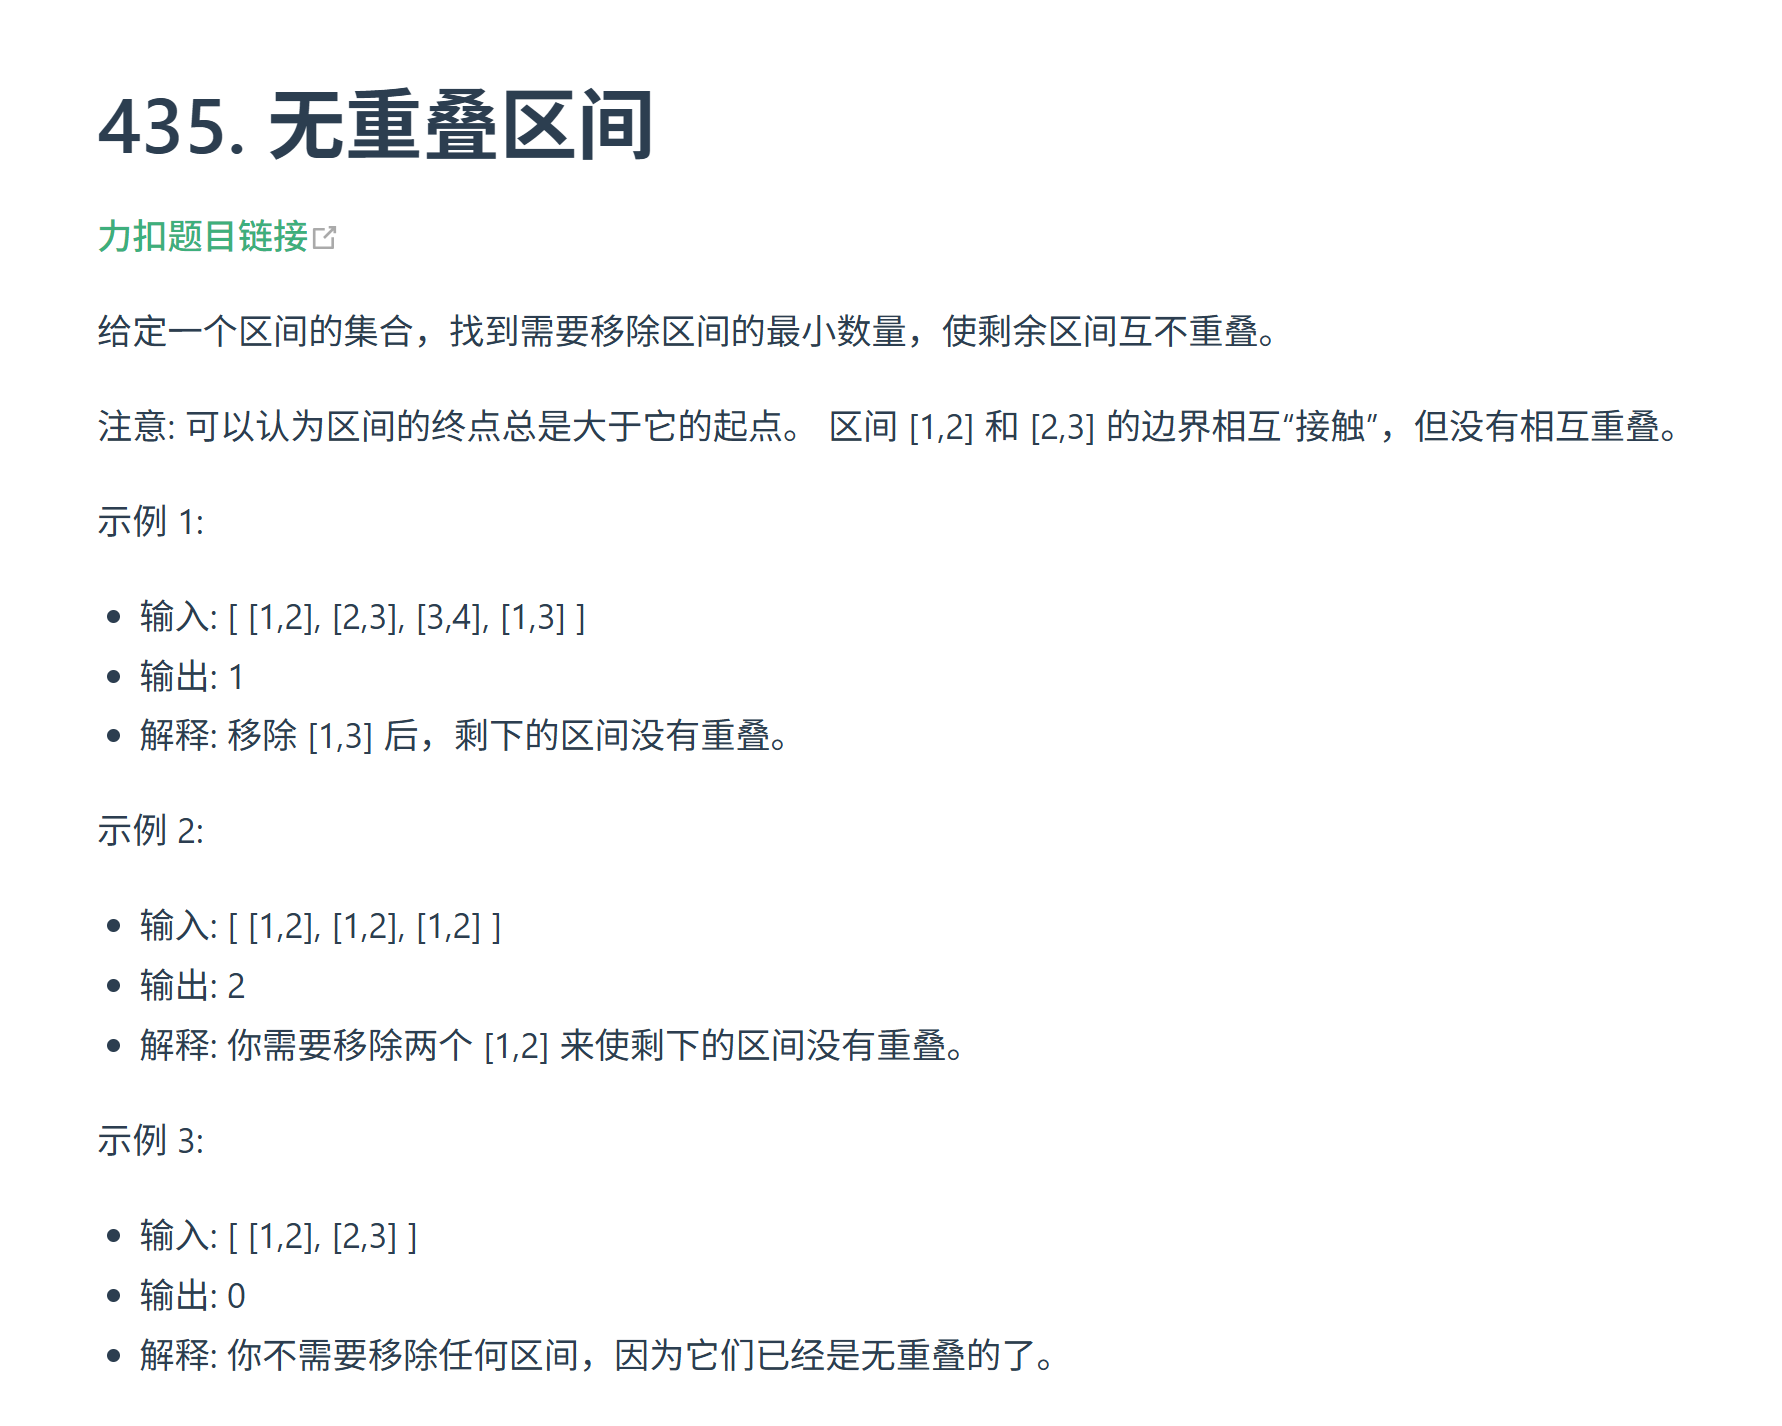 435. 无重叠区间
力扣题目链接
给定一个区间的集合，找到需要移除区间的最小数量，使剩余区间互不重叠。
注意: 可以认为区间的终点总是大于它的起点。 区间 [1,2] 和 [2,3] 的边界相互“接触”，但没有相互重叠。
示例 1:
输入: [ [1,2], [2,3], [3,4], [1,3] ]
输出: 1
解释: 移除 [1,3] 后，剩下的区间没有重叠。
示例 2:
输入: [ [1,2], [1,2], [1,2] ]
输出: 2
解释: 你需要移除两个 [1,2] 来使剩下的区间没有重叠。
示例 3:
输入: [ [1,2], [2,3] ]
输出: 0
解释: 你不需要移除任何区间，因为它们已经是无重叠的了。